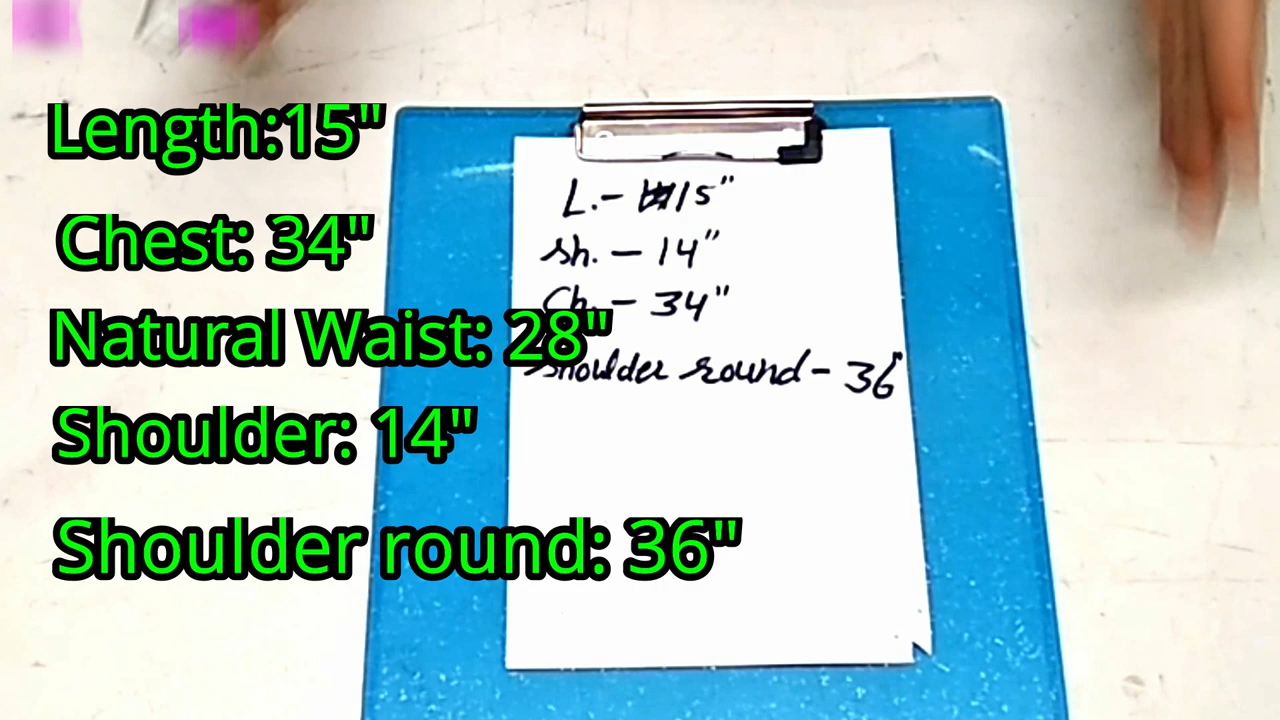 Length:15"
Chest: 34"
Natural Waist: 28"
Shoulder: 14"
Shoulder round: 36"
L.- 15"
sh. - 14"
Ch. - 34"
shoulder round - 36"